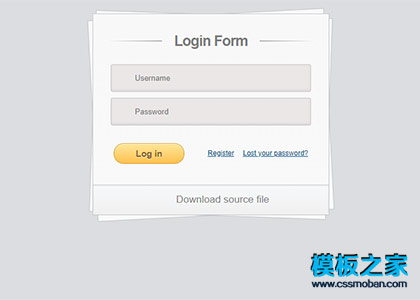 Login Form
Username
Password
Log in
Register
Lost your password?
Download source file
模板之家
www.cssmoban.com